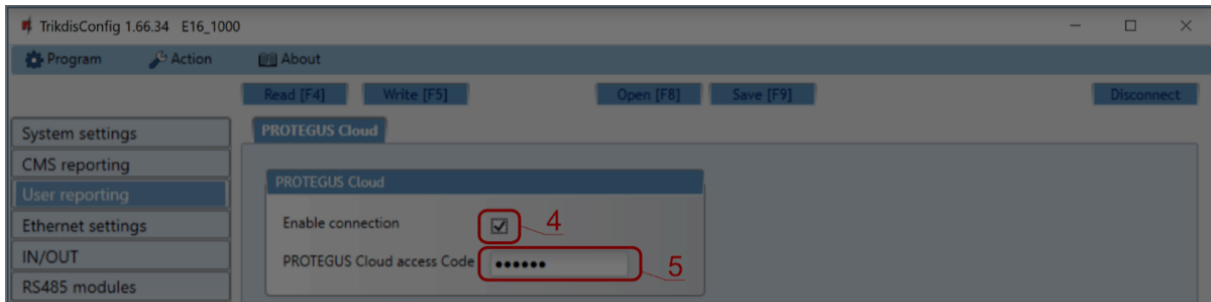 TrikdisConfig 1.66.34 E16_1000
Program Action About
Read [F4] Write [F5] Open [F8] Save [F9] Disconnect
System settings
CMS reporting
User reporting
Ethernet settings
IN/OUT
RS485 modules
PROTEGUS Cloud
PROTEGUS Cloud
Enable connection 4
PROTEGUS Cloud access Code •••••• 5